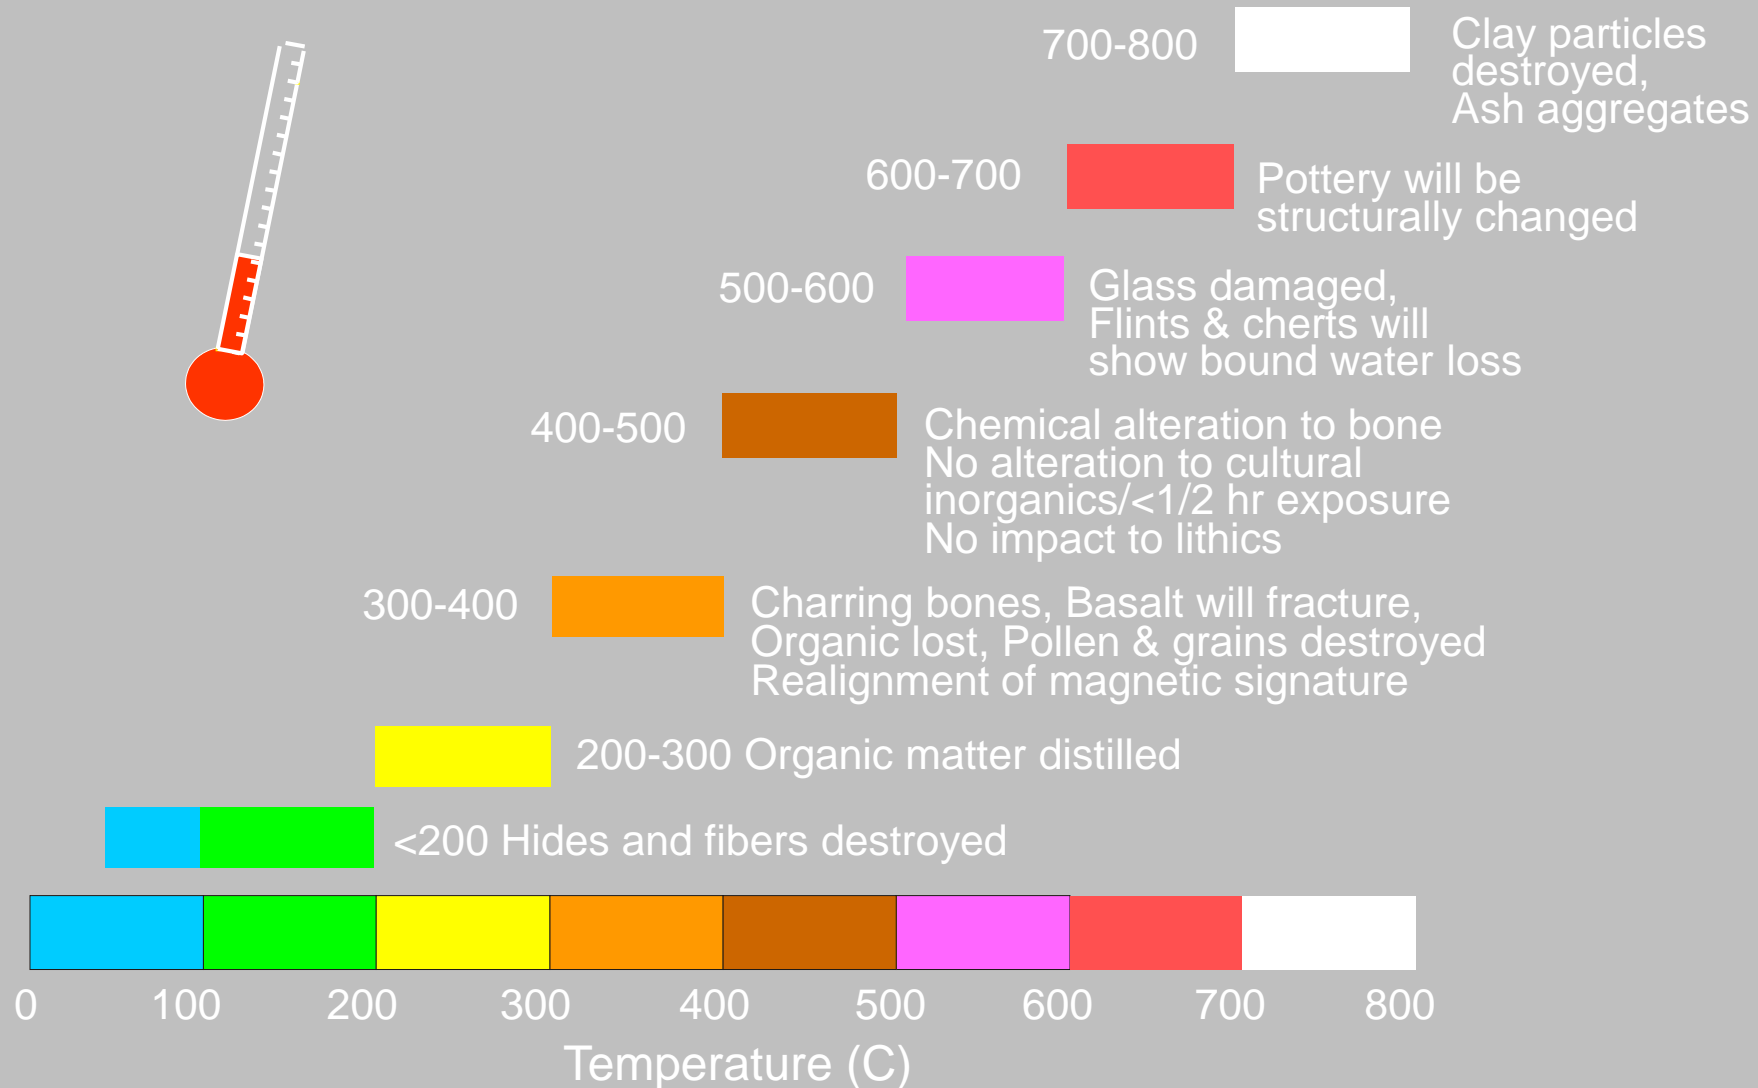 700-800
Clay particles
destroyed,
Ash aggregates
600-700
Pottery will be
structurally changed
500-600
Glass damaged,
Flints & cherts will
show bound water loss
400-500
Chemical alteration to bone
No alteration to cultural
inorganics/<1/2 hr exposure
No impact to lithics
300-400
Charring bones, Basalt will fracture,
Organic lost, Pollen & grains destroyed
Realignment of magnetic signature
200-300 Organic matter distilled
<200 Hides and fibers destroyed
0 100 200 300 400 500 600 700 800
Temperature (C)